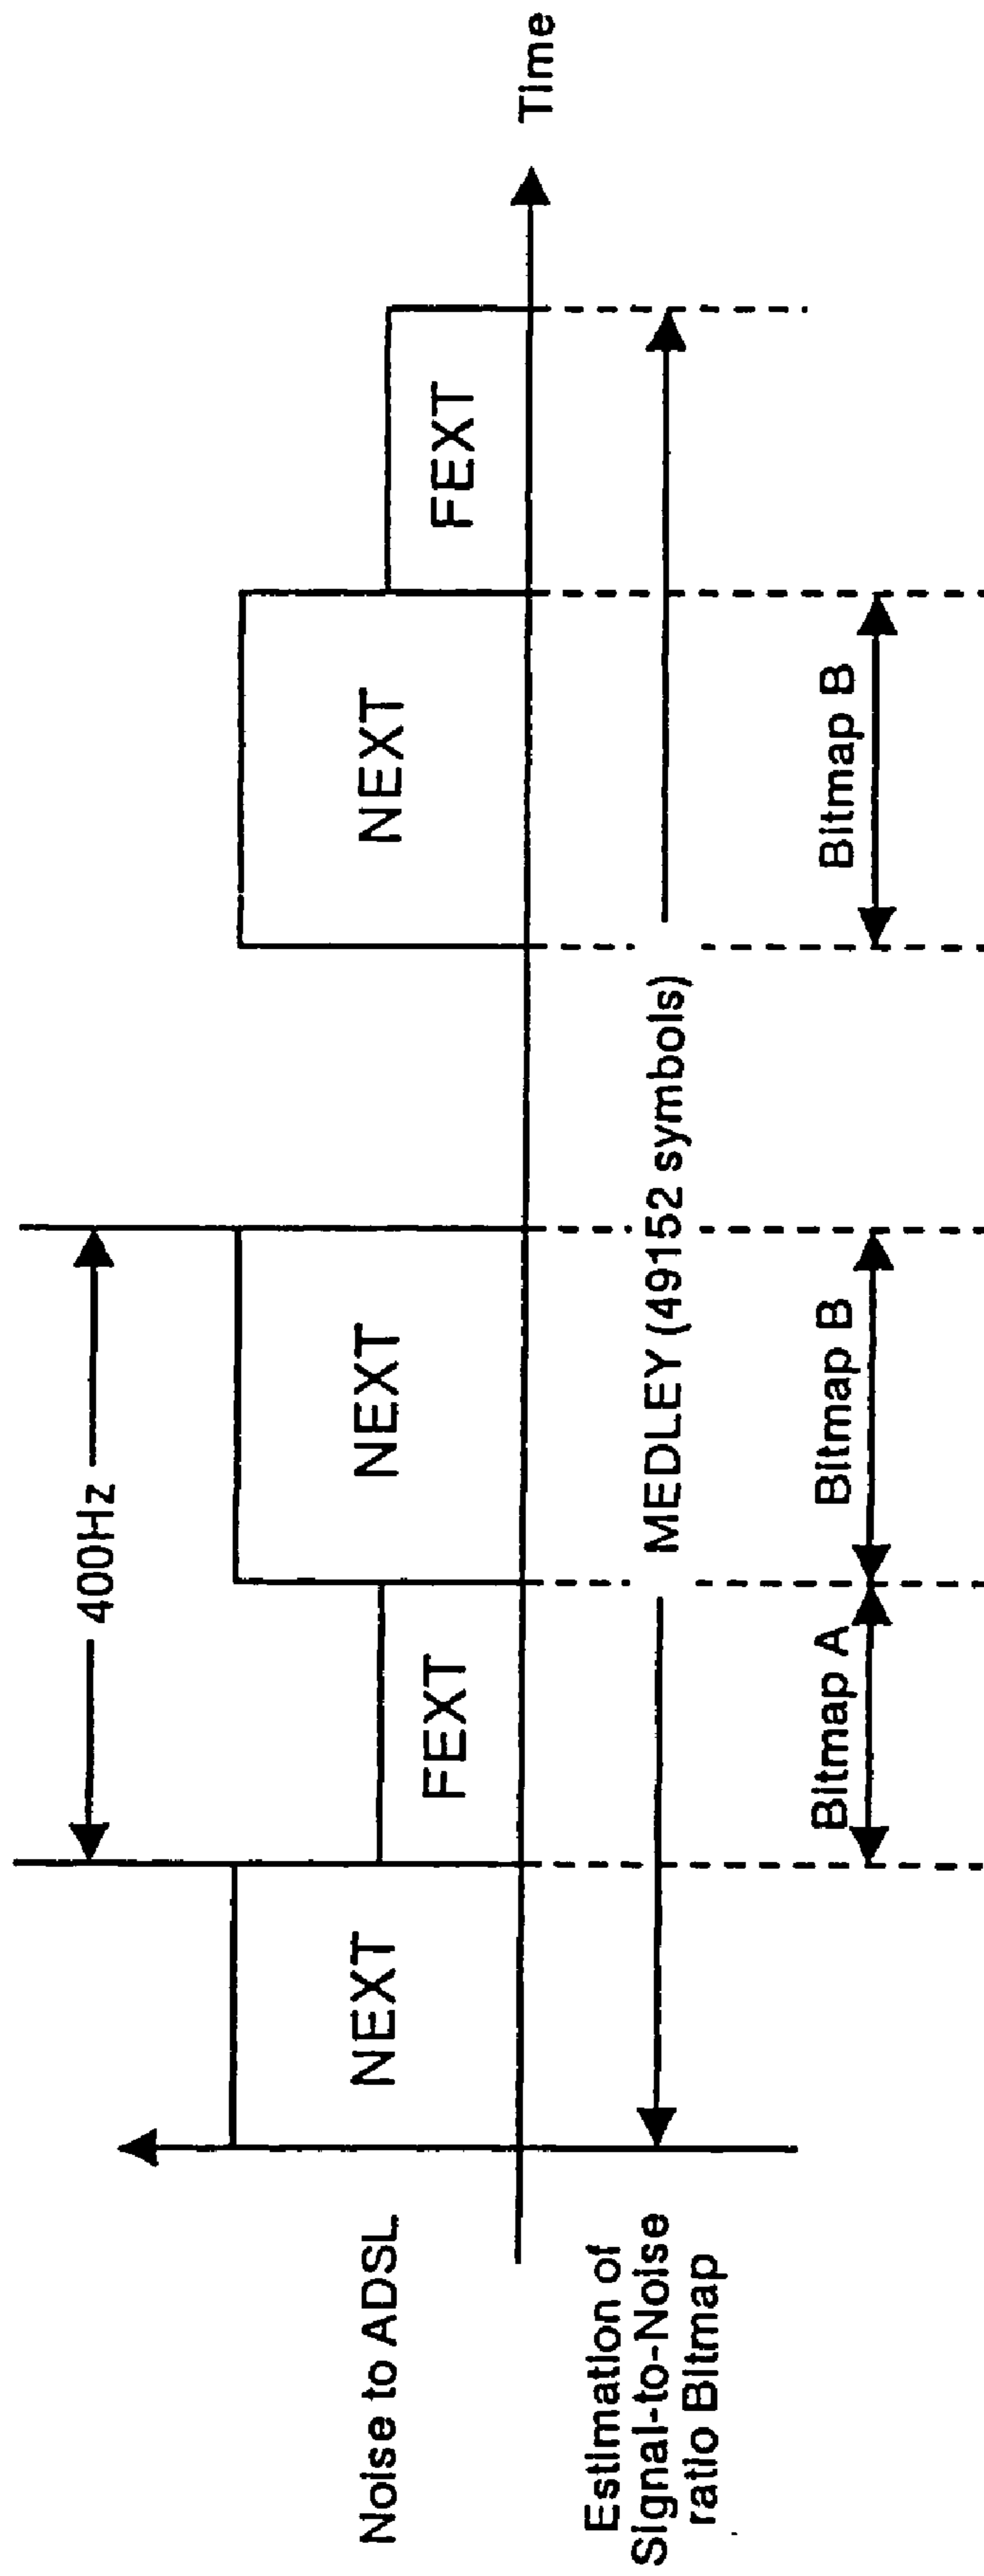 400Hz
Noise to ADSL
NEXT
FEXT
NEXT
NEXT
FEXT
Time
Estimation of
Signal-to-Noise
ratio Bitmap
MEDLEY (49152 symbols)
Bitmap A
Bitmap B
Bitmap B